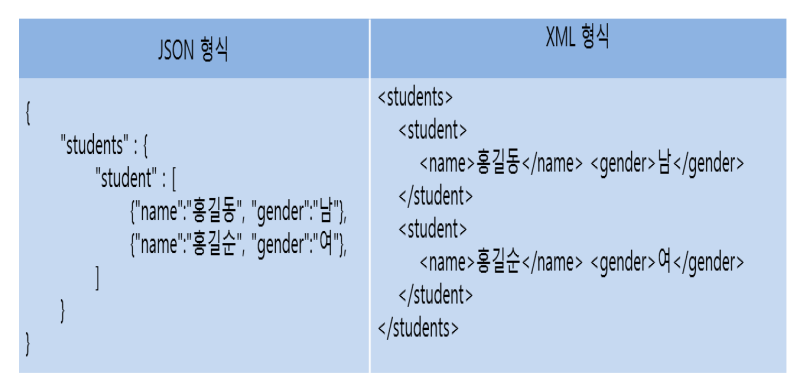 JSON 형식
{
"students" : {
"student" : [
{"name":"홍길동", "gender":"남"},
{"name":"홍길순", "gender":"여"},
]
}
}
XML 형식
<students>
<student>
<name>홍길동</name> <gender>남</gender>
</student>
<student>
<name>홍길순</name> <gender>여</gender>
</student>
</students>